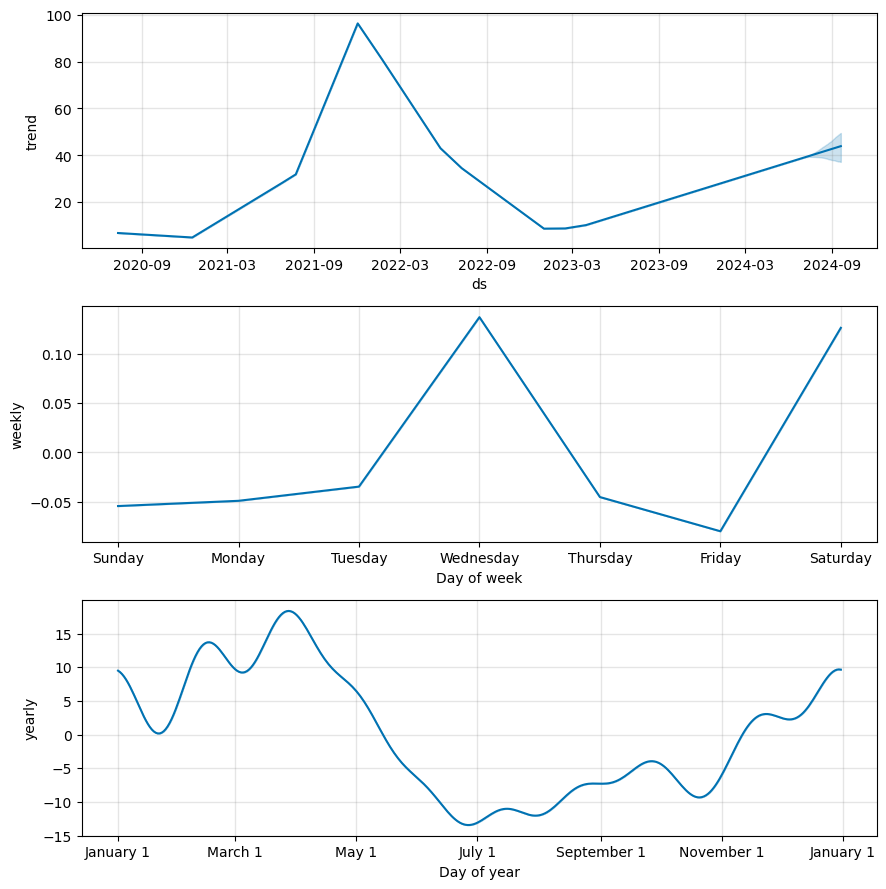 100
80
60
40
20
trend
2020-09 2021-03 2021-09 2022-03 2022-09 2023-03 2023-09 2024-03 2024-09
ds
0.10
0.05
0.00
−0.05
weekly
Sunday Monday Tuesday Wednesday Thursday Friday Saturday
Day of week
15
10
5
0
−5
−10
−15
yearly
January 1 March 1 May 1 July 1 September 1 November 1 January 1
Day of year